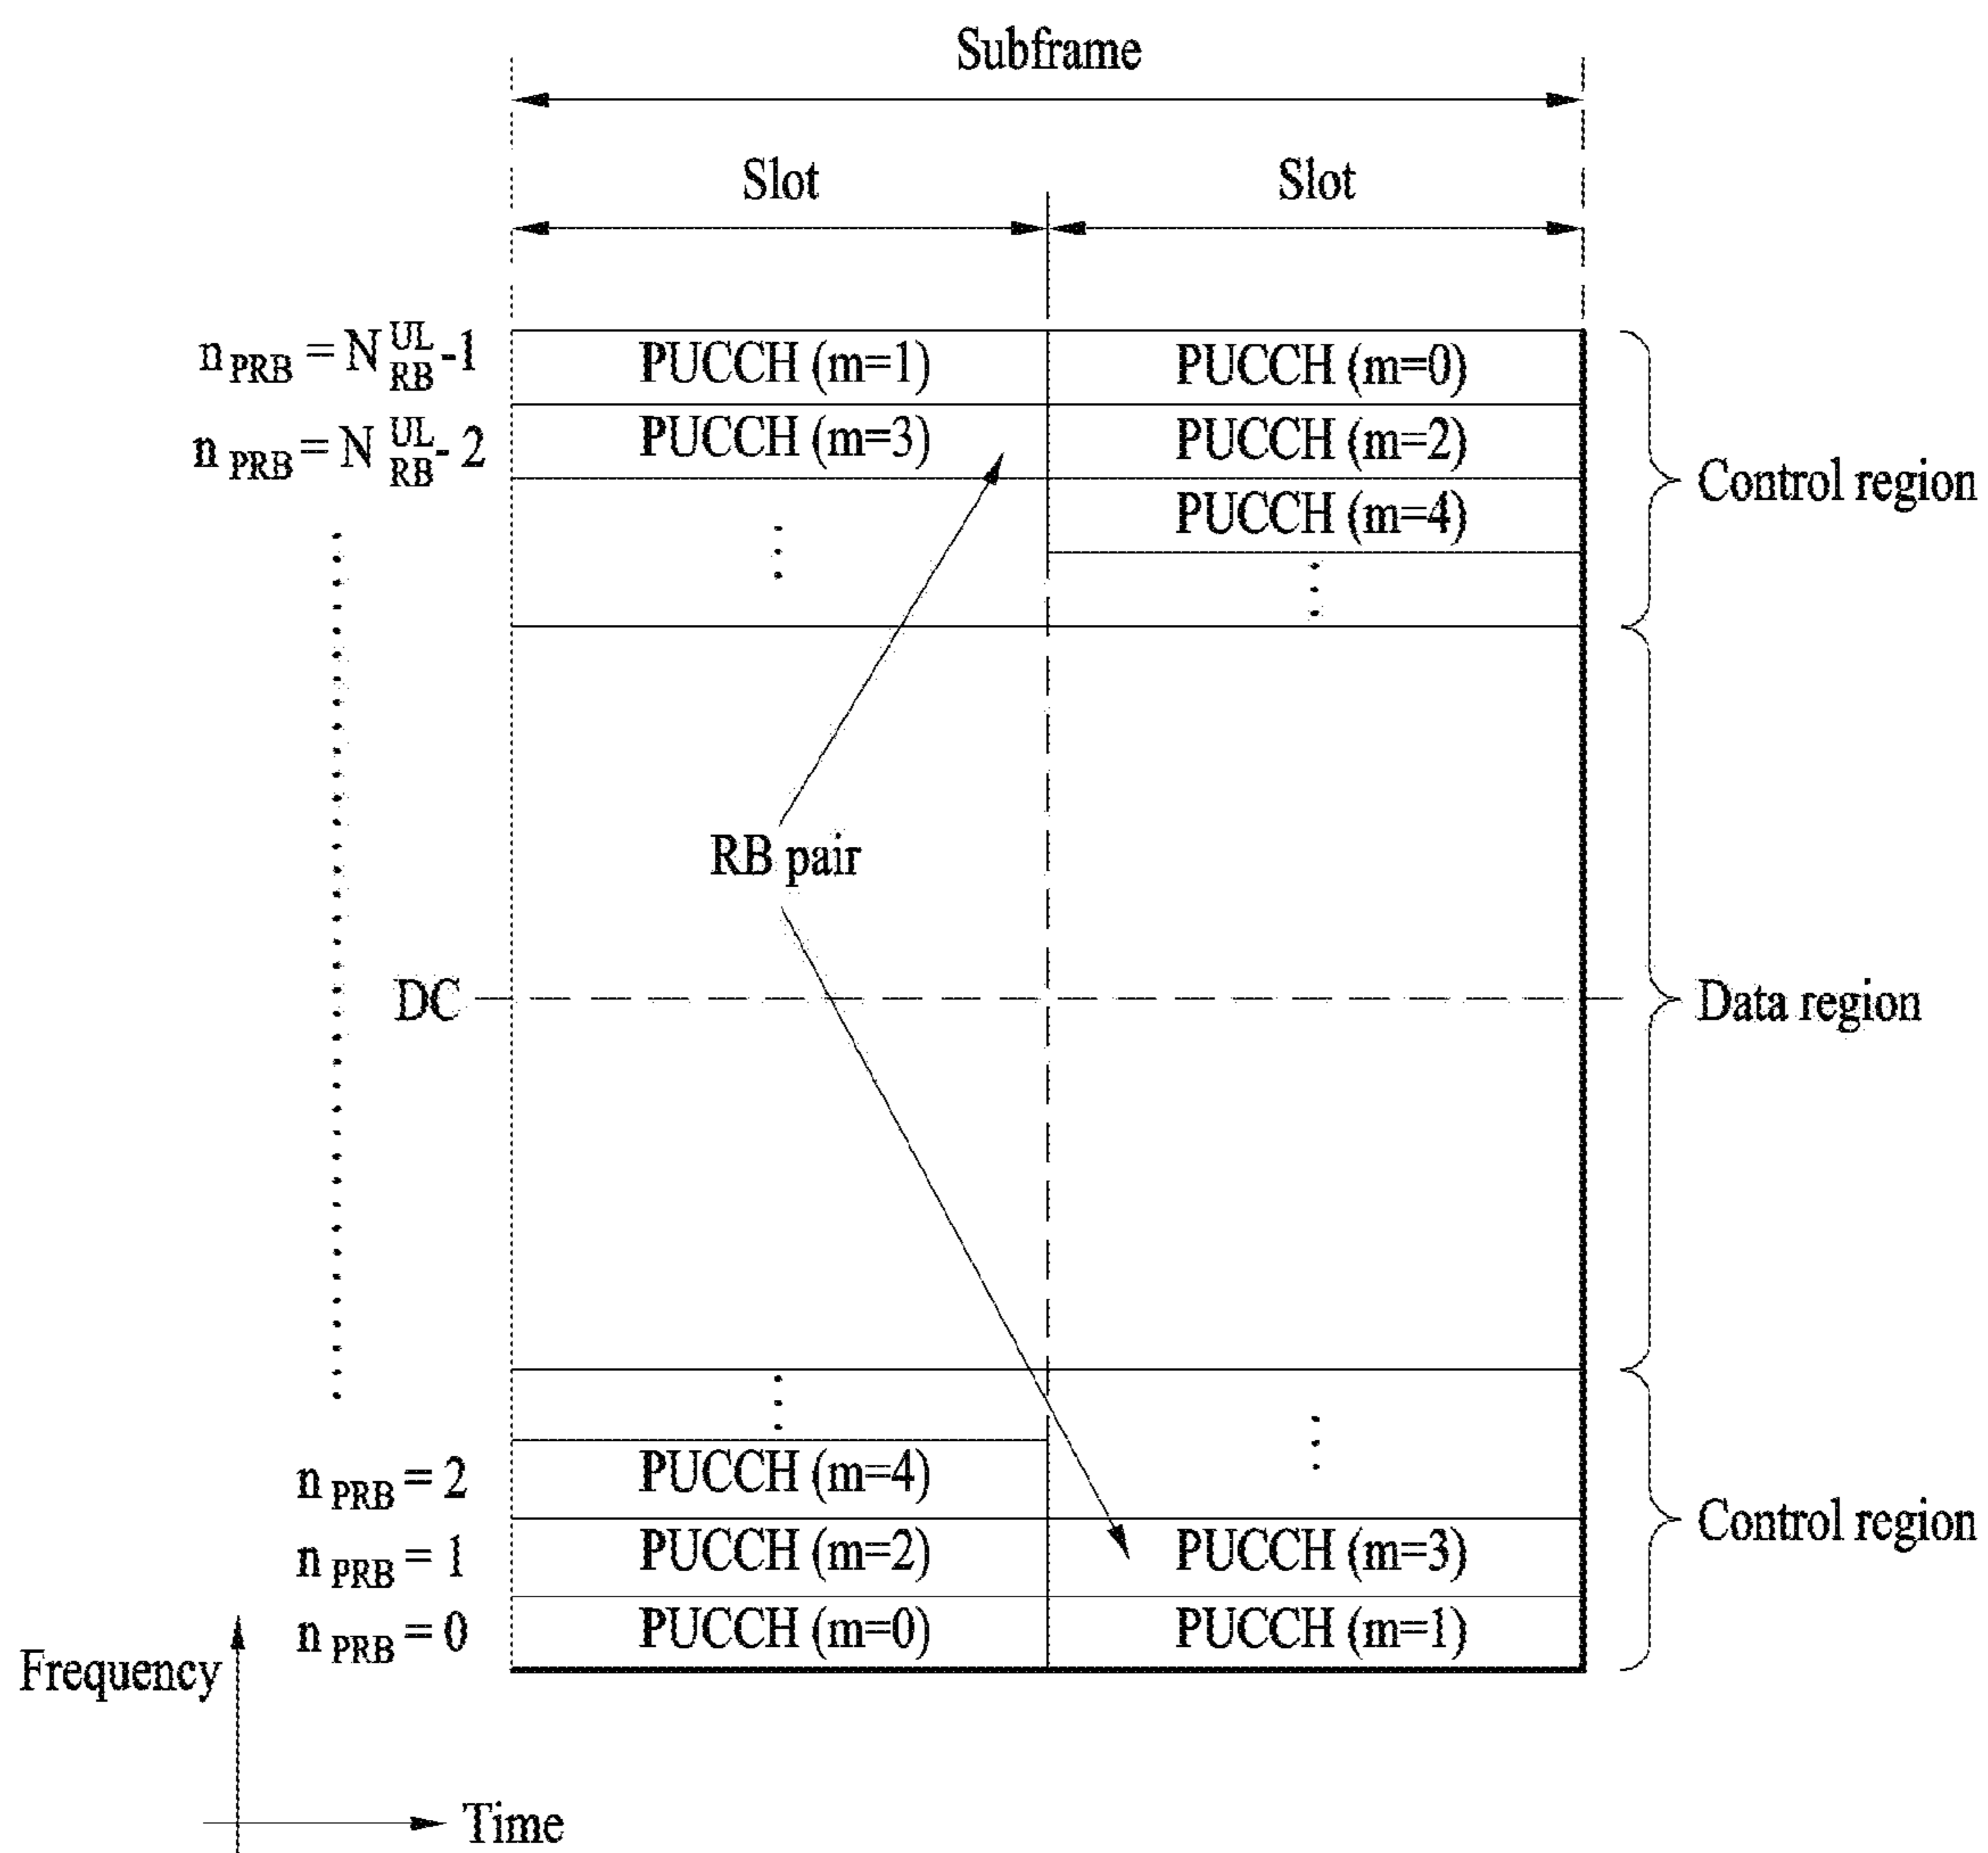 Subframe
Slot Slot
n PRB = N UL RB -1 PUCCH (m=1) PUCCH (m=0)
n PRB = N UL RB - 2 PUCCH (m=3) PUCCH (m=2)
PUCCH (m=4)
Control region
RB pair
DC
Data region
n PRB = 2 PUCCH (m=4)
n PRB = 1 PUCCH (m=2) PUCCH (m=3)
Control region
n PRB = 0 PUCCH (m=0) PUCCH (m=1)
Frequency
Time